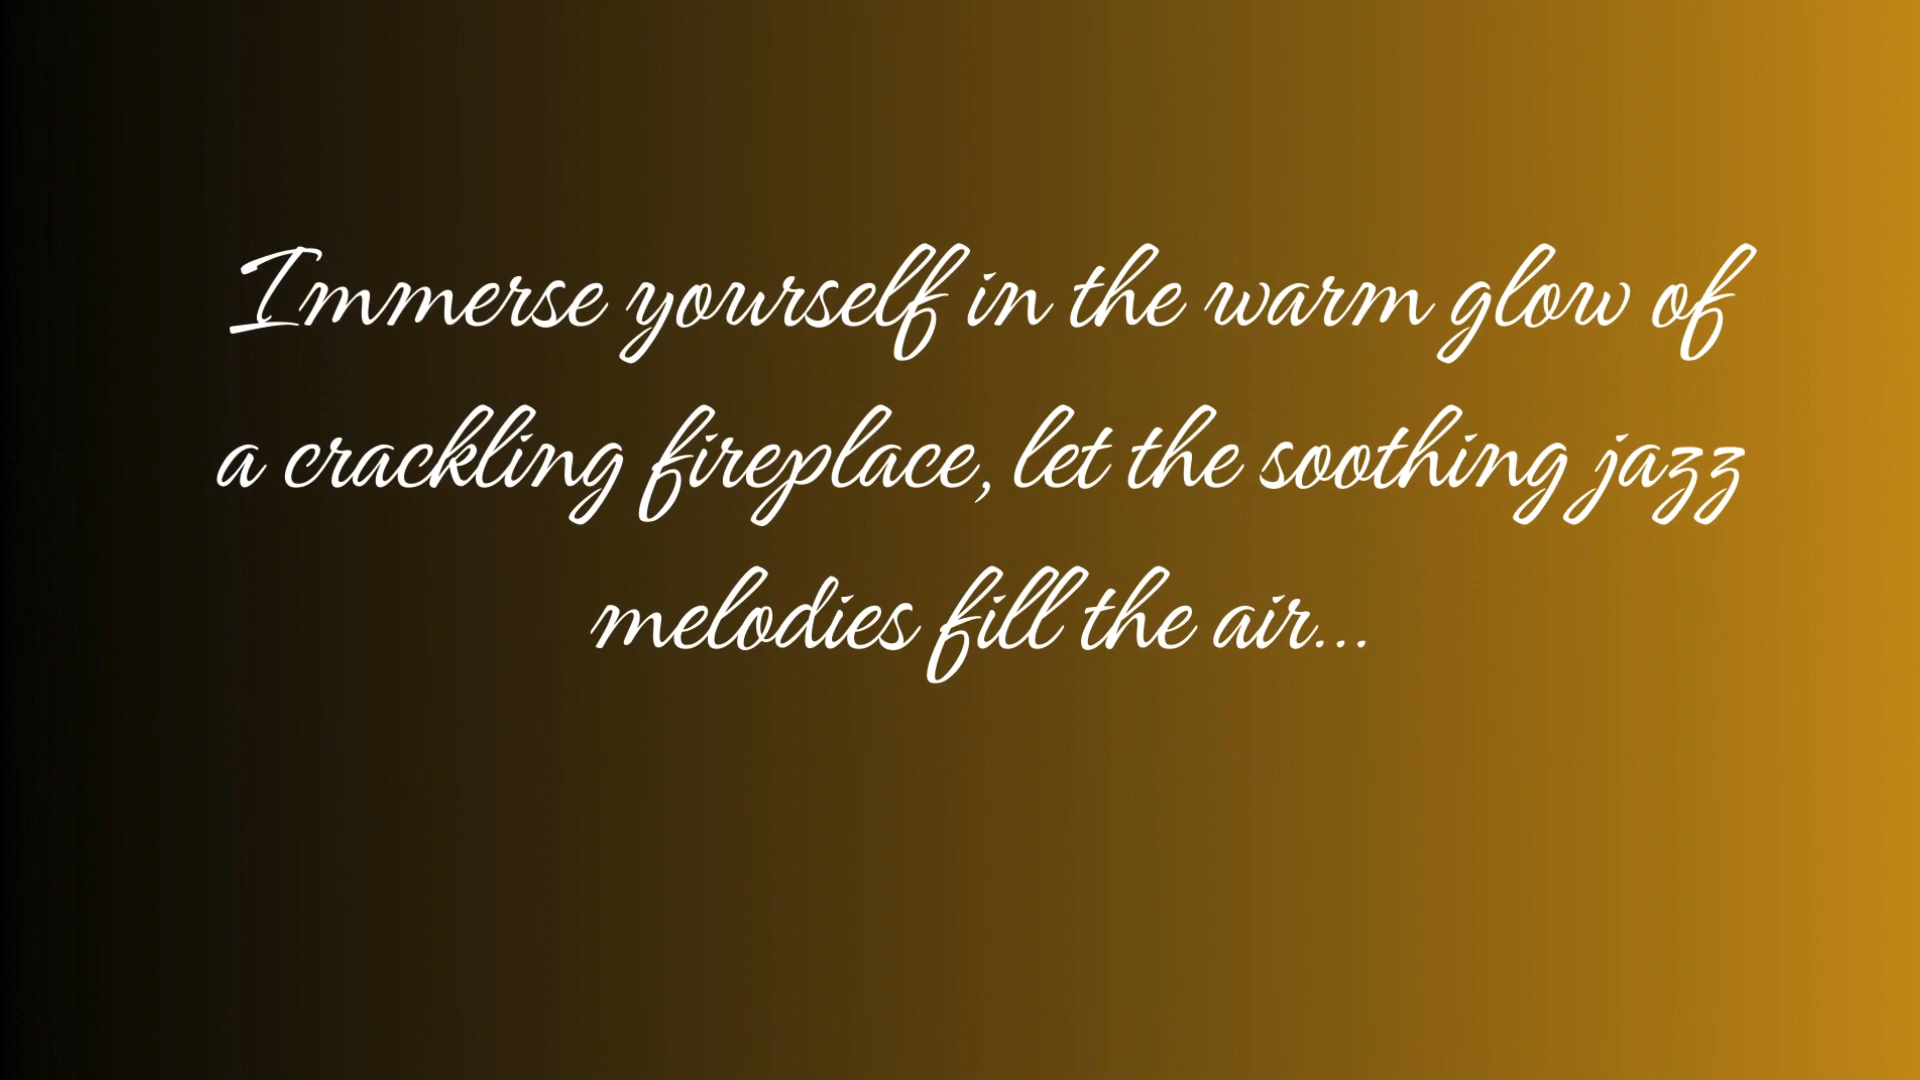 Immerse yourself in the warm glow of
a crackling fireplace, let the soothing jazz
melodies fill the air...